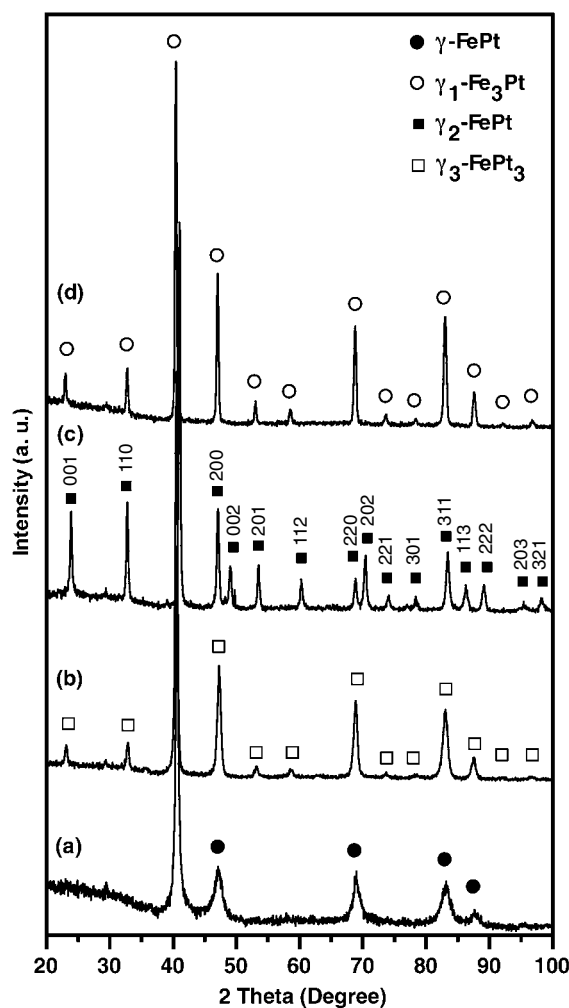 γ-FePt
γ1-Fe3Pt
γ2-FePt
γ3-FePt3
(d)
(c)
001
110
200
002
201
112
220
202
221
301
311
113
222
203
321
(b)
(a)
Intensity (a. u.)
20 30 40 50 60 70 80 90 100
2 Theta (Degree)